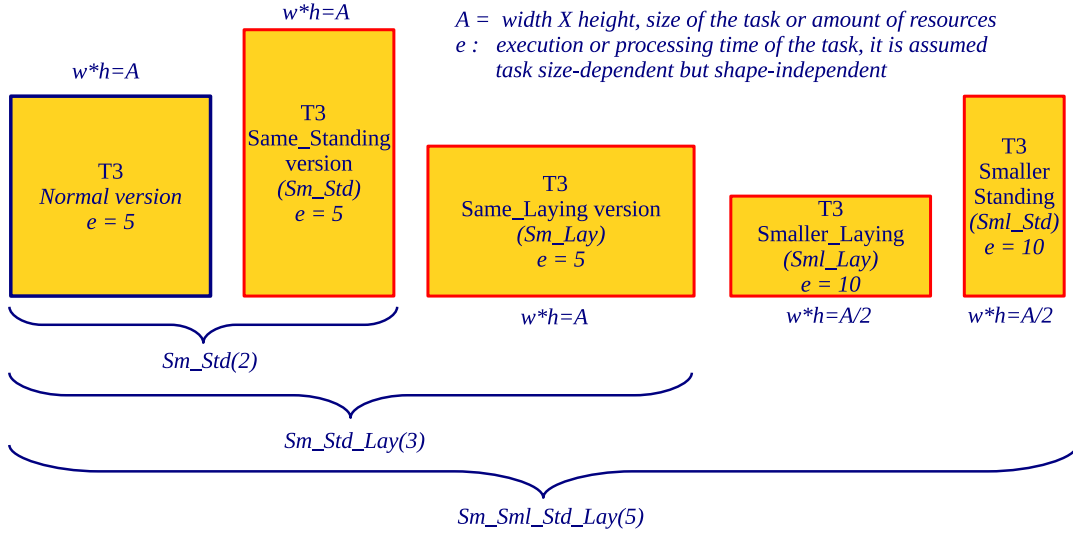 w*h=A
A = width X height, size of the task or amount of resources
e : execution or processing time of the task, it is assumed
task size-dependent but shape-independent
w*h=A
T3
Normal version
e = 5
T3
Same_Standing
version
(Sm_Std)
e = 5
T3
Same_Laying version
(Sm_Lay)
e = 5
T3
Smaller_Laying
(Sml_Lay)
e = 10
T3
Smaller
Standing
(Sml_Std)
e = 10
w*h=A
w*h=A/2
w*h=A/2
Sm_Std(2)
Sm_Std_Lay(3)
Sm_Sml_Std_Lay(5)